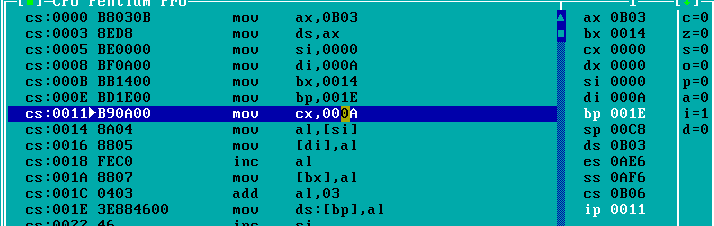 [■]=CPU Pentium Pro 1 [↓]
cs:0000 B8030B mov ax,0B03 ax 0B03 c=0
cs:0003 8ED8 mov ds,ax bx 0014 z=0
cs:0005 BE0000 mov si,0000 cx 0000 s=0
cs:0008 BF0A00 mov di,000A dx 0000 o=0
cs:000B BB1400 mov bx,0014 si 0000 p=0
cs:000E BD1E00 mov bp,001E di 000A a=0
cs:0011►B90A00 mov cx,000A bp 001E i=1
cs:0014 8A04 mov al,[si] sp 00C8 d=0
cs:0016 8805 mov [di],al ds 0B03
cs:0018 FEC0 inc al es 0AE6
cs:001A 8807 mov [bx],al ss 0AF6
cs:001C 0403 add al,03 cs 0B06
cs:001E 3E884600 mov ds:[bp],al ip 0011
cs:0022 46 inc si